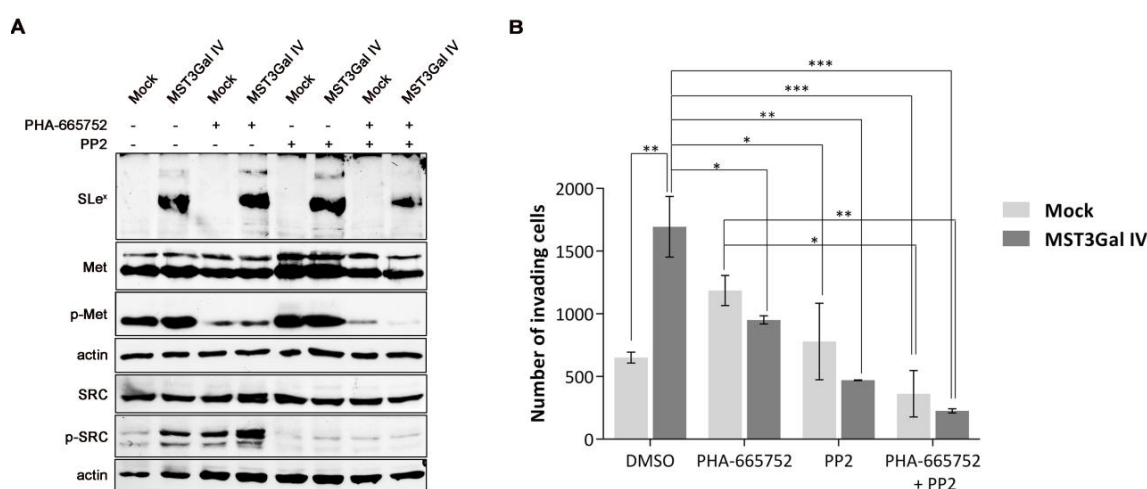 A
Mock
MST3Gal IV
Mock
MST3Gal IV
Mock
MST3Gal IV
Mock
MST3Gal IV
PHA-665752 - - + + - - + +
PP2 - - - - + + + +
SLeˣ
Met
p-Met
actin
SRC
p-SRC
actin
B
***
***
**
*
** *
**
*
Number of invading cells
2000
1500
1000
500
0
DMSO PHA-665752 PP2 PHA-665752
+ PP2
Mock
MST3Gal IV